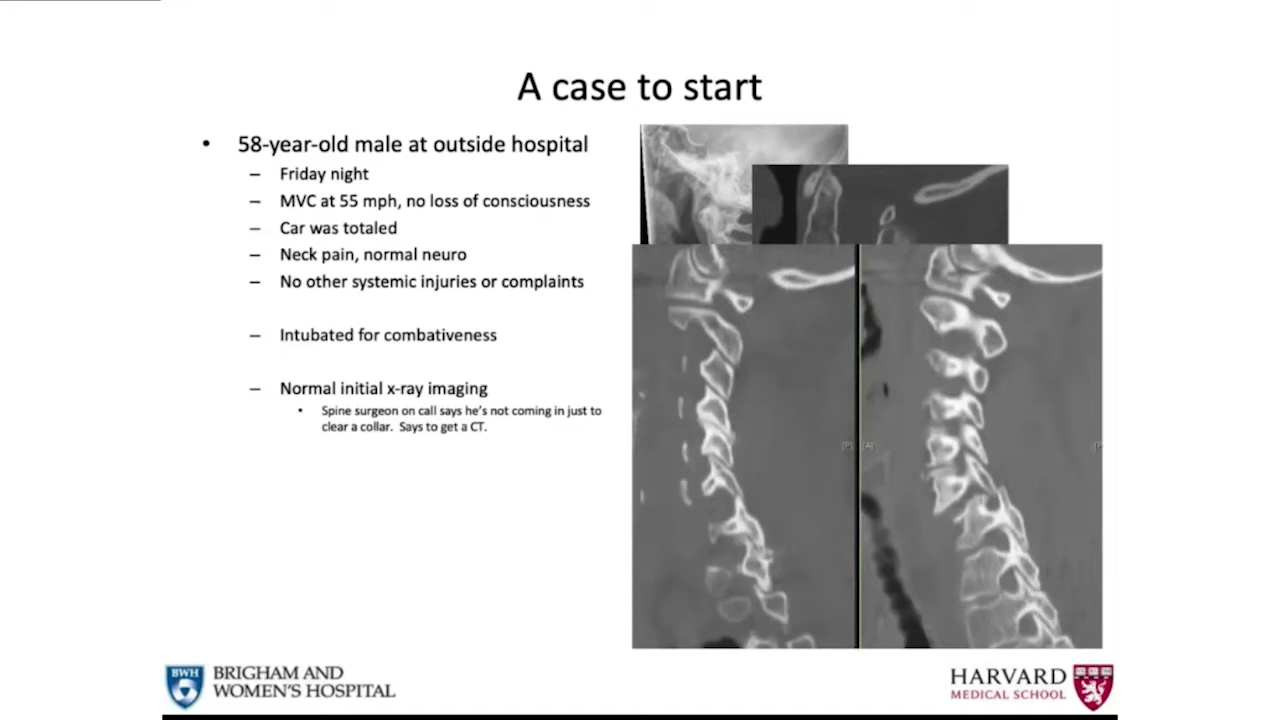 A case to start
• 58-year-old male at outside hospital
– Friday night
– MVC at 55 mph, no loss of consciousness
– Car was totaled
– Neck pain, normal neuro
– No other systemic injuries or complaints
– Intubated for combativeness
– Normal initial x-ray imaging
• Spine surgeon on call says he's not coming in just to
clear a collar. Says to get a CT.
[P] [A]
BWH
BRIGHAM AND
WOMEN'S HOSPITAL
HARVARD
MEDICAL SCHOOL